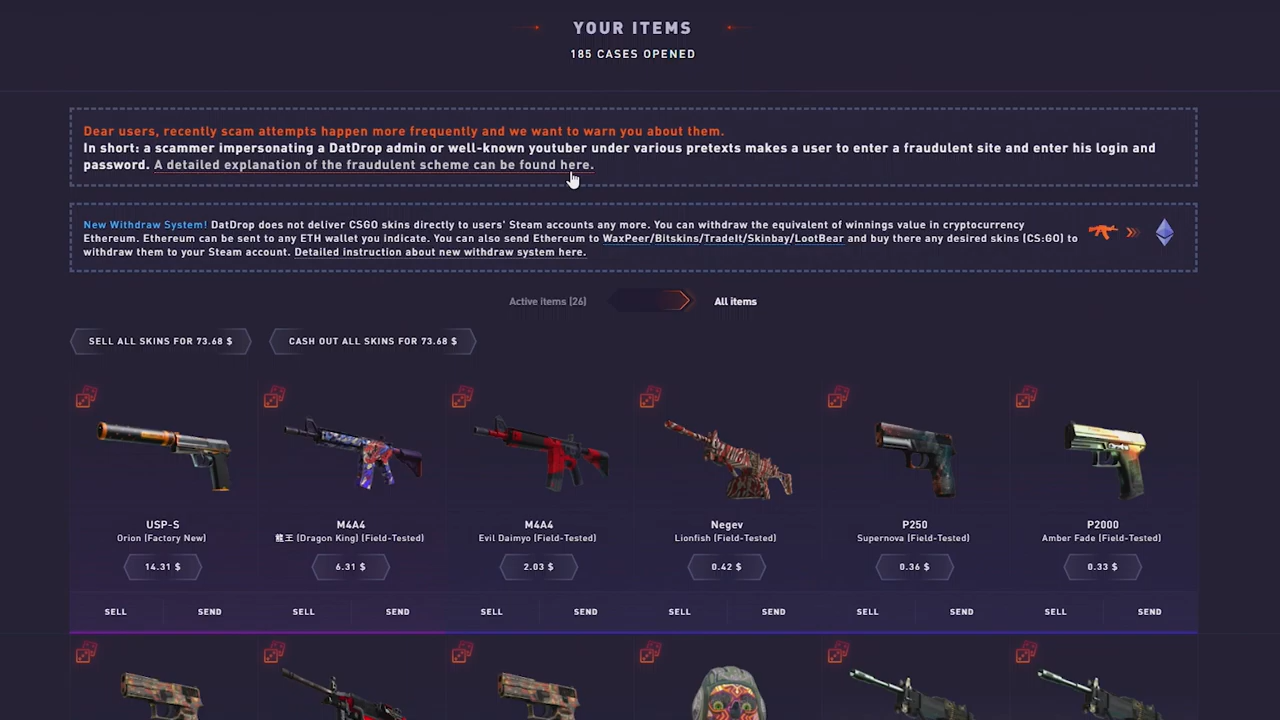 YOUR ITEMS
185 CASES OPENED
Dear users, recently scam attempts happen more frequently and we want to warn you about them.
In short: a scammer impersonating a DatDrop admin or well-known youtuber under various pretexts makes a user to enter a fraudulent site and enter his login and
password. A detailed explanation of the fraudulent scheme can be found here.
New Withdraw System! DatDrop does not deliver CSGO skins directly to users' Steam accounts any more. You can withdraw the equivalent of winnings value in cryptocurrency
Ethereum. Ethereum can be sent to any ETH wallet you indicate. You can also send Ethereum to WaxPeer/Bitskins/TradeIt/Skinbay/LootBear and buy there any desired skins (CS:GO) to
withdraw them to your Steam account. Detailed instruction about new withdraw system here.
Active items (26) All items
SELL ALL SKINS FOR 73.68 $ CASH OUT ALL SKINS FOR 73.68 $
USP-S M4A4 M4A4 Negev P250 P2000
Orion (Factory New) 龍王 (Dragon King) (Field-Tested) Evil Daimyo (Field-Tested) Lionfish (Field-Tested) Supernova (Field-Tested) Amber Fade (Field-Tested)
14.31 $ 6.31 $ 2.03 $ 0.42 $ 0.36 $ 0.33 $
SELL SEND SELL SEND SELL SEND SELL SEND SELL SEND SELL SEND